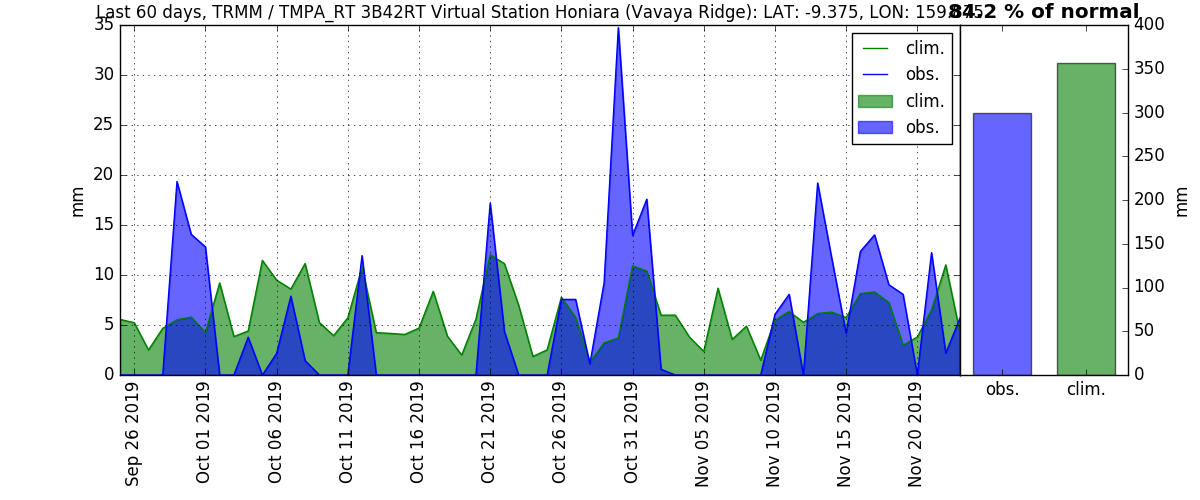 Last 60 days, TRMM / TMPA_RT 3B42RT Virtual Station Honiara (Vavaya Ridge): LAT: -9.375, LON:
84.2 % of normal
35
30
25
20
15
10
5
0
mm
clim.
obs.
clim.
obs.
400
350
300
250
200
150
100
50
0
mm
obs.
clim.
Sep 26 2019
Oct 01 2019
Oct 06 2019
Oct 11 2019
Oct 16 2019
Oct 21 2019
Oct 26 2019
Oct 31 2019
Nov 05 2019
Nov 10 2019
Nov 15 2019
Nov 20 2019